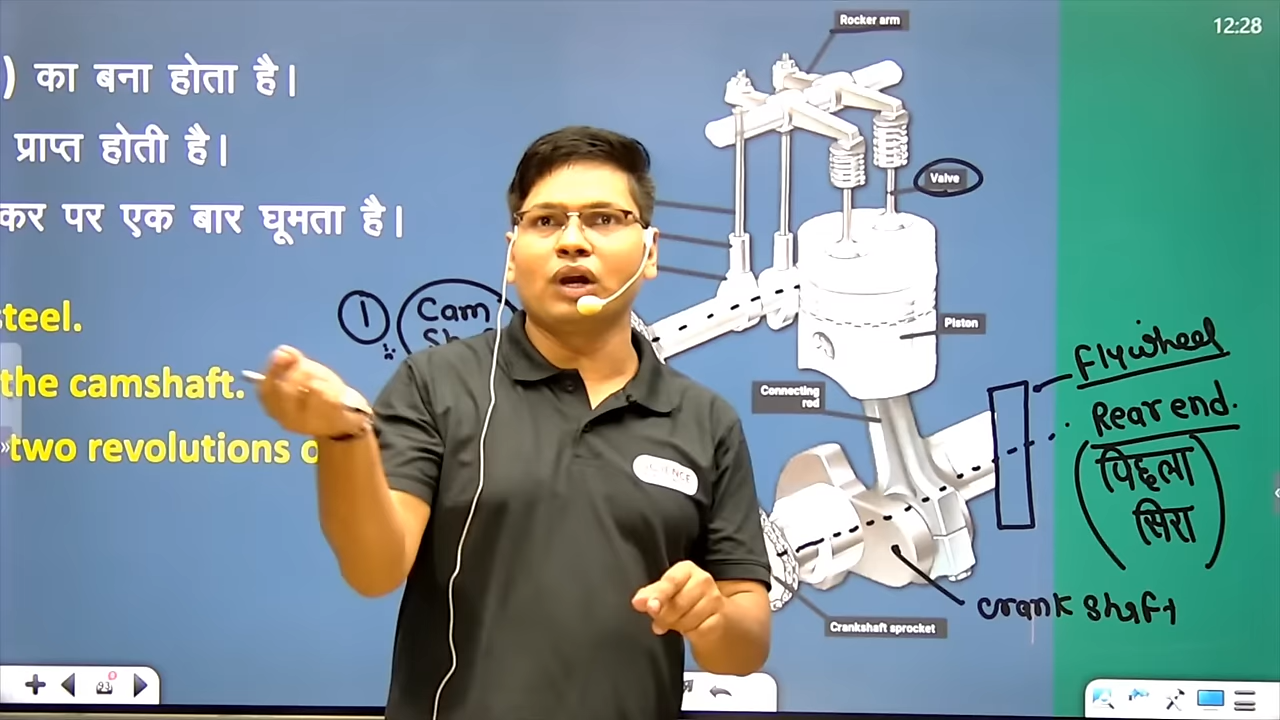 12:28
Rocker arm
) का बना होता है।
प्राप्त होती है।
Valve
कर पर एक बार घूमता है।
1
Cam
steel.
Piston
the camshaft.
Connecting
rod
Flywheel
Rear end.
(पिछला
सिरा)
two revolutions o
crank shaft
Crankshaft sprocket
93